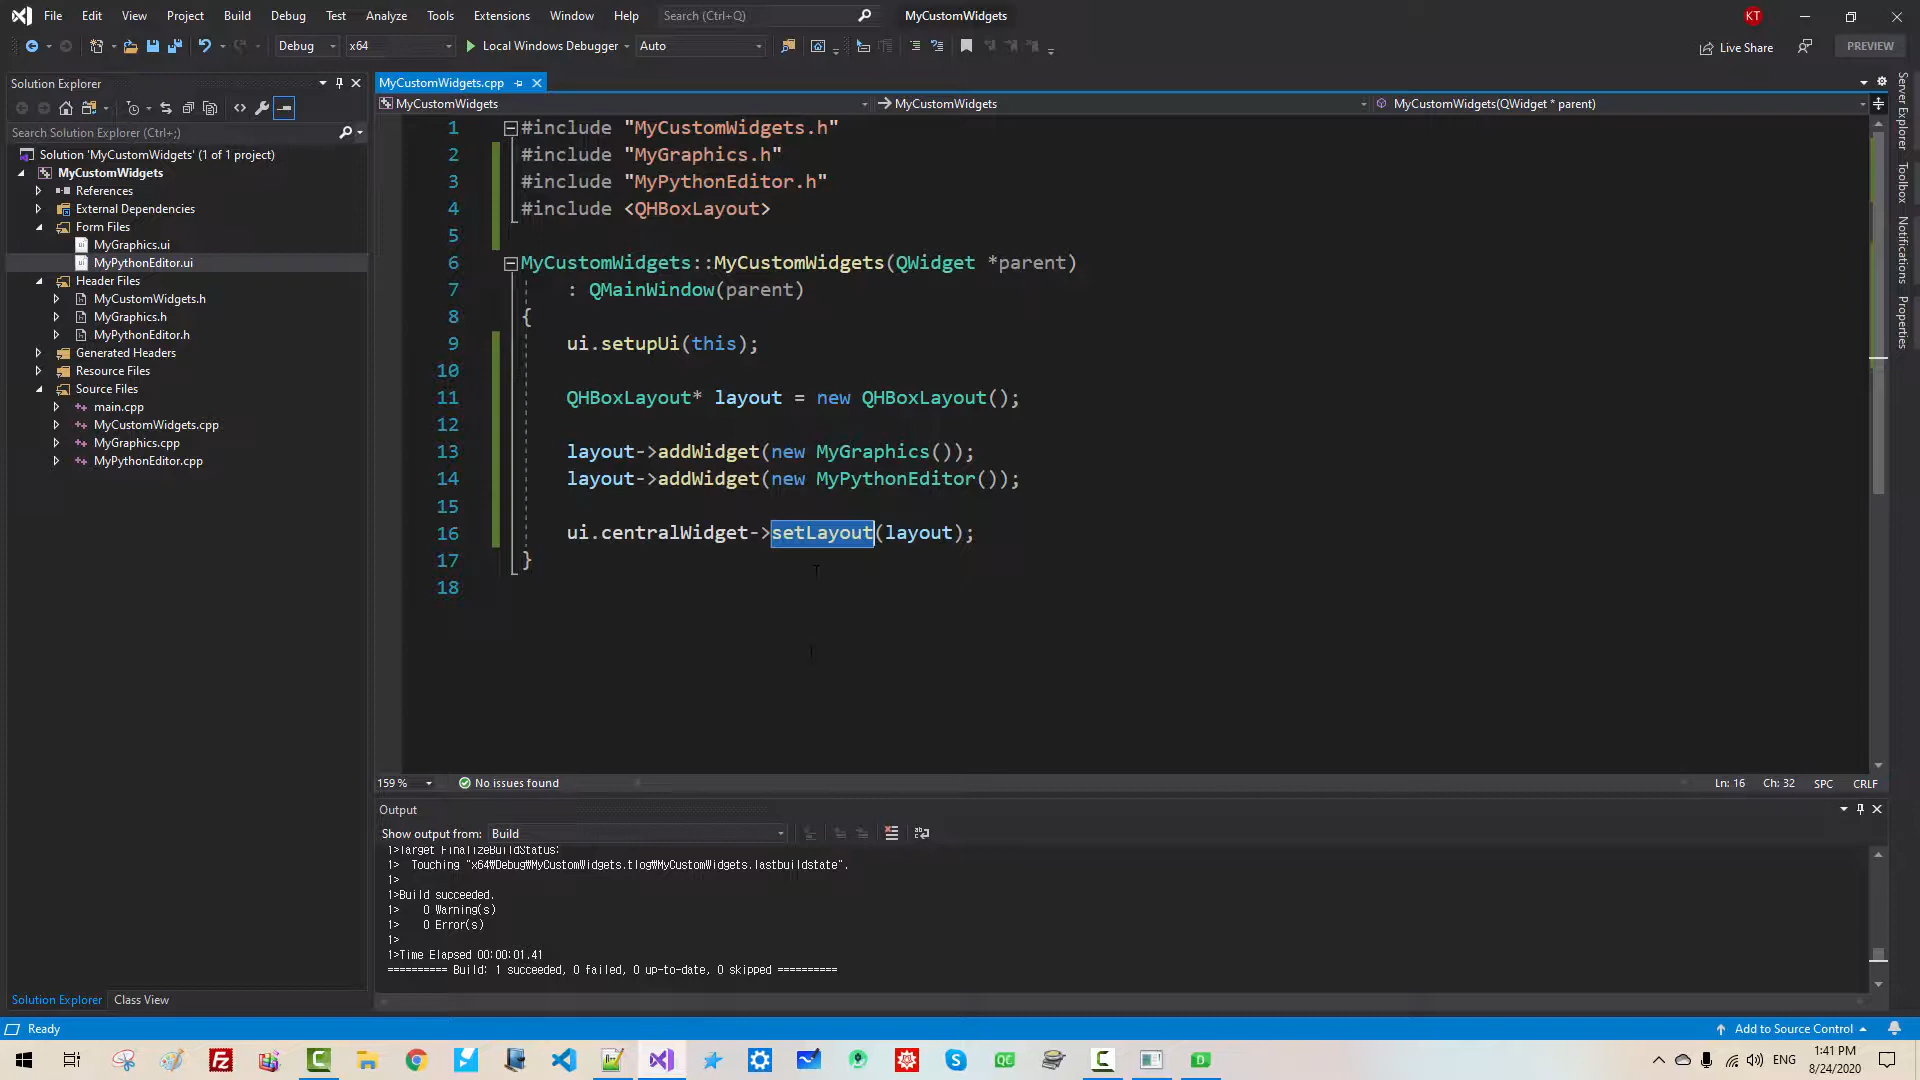 File Edit View Project Build Debug Test Analyze Tools Extensions Window Help Search (Ctrl+Q) MyCustomWidgets KT
Debug x64 Local Windows Debugger Auto Live Share PREVIEW
Solution Explorer
Search Solution Explorer (Ctrl+;)
Solution 'MyCustomWidgets' (1 of 1 project)
MyCustomWidgets
References
External Dependencies
Form Files
MyGraphics.ui
MyPythonEditor.ui
Header Files
MyCustomWidgets.h
MyGraphics.h
MyPythonEditor.h
Generated Headers
Resource Files
Source Files
main.cpp
MyCustomWidgets.cpp
MyGraphics.cpp
MyPythonEditor.cpp
Solution Explorer Class View
MyCustomWidgets.cpp
MyCustomWidgets MyCustomWidgets MyCustomWidgets(QWidget * parent)
1 #include "MyCustomWidgets.h"
2 #include "MyGraphics.h"
3 #include "MyPythonEditor.h"
4 #include <QHBoxLayout>
5
6 MyCustomWidgets::MyCustomWidgets(QWidget *parent)
7 : QMainWindow(parent)
8 {
9 ui.setupUi(this);
10
11 QHBoxLayout* layout = new QHBoxLayout();
12
13 layout->addWidget(new MyGraphics());
14 layout->addWidget(new MyPythonEditor());
15
16 ui.centralWidget->setLayout(layout);
17 }
18
159 % No issues found Ln: 16 Ch: 32 SPC CRLF
Output
Show output from: Build
1>Target FinalizeBuildStatus:
1> Touching "x64₩Debug₩MyCustomWidgets.tlog₩MyCustomWidgets.lastbuildstate".
1>
1>Build succeeded.
1> 0 Warning(s)
1> 0 Error(s)
1>
1>Time Elapsed 00:00:01.41
========== Build: 1 succeeded, 0 failed, 0 up-to-date, 0 skipped ==========
Server Explorer
Toolbox
Notifications
Properties
Ready Add to Source Control
ENG 1:41 PM
8/24/2020